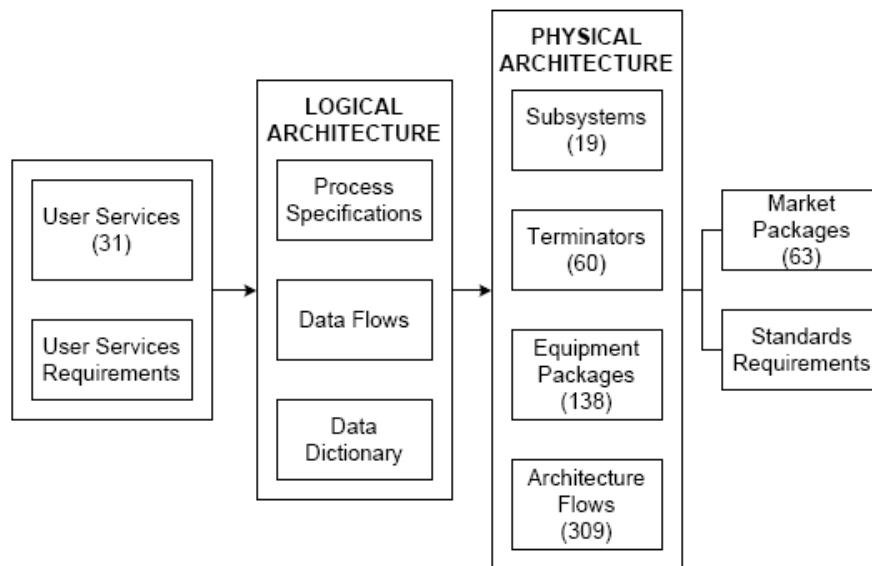 User Services
(31)
User Services
Requirements
LOGICAL
ARCHITECTURE
Process
Specifications
Data Flows
Data
Dictionary
PHYSICAL
ARCHITECTURE
Subsystems
(19)
Terminators
(60)
Equipment
Packages
(138)
Architecture
Flows
(309)
Market
Packages
(63)
Standards
Requirements